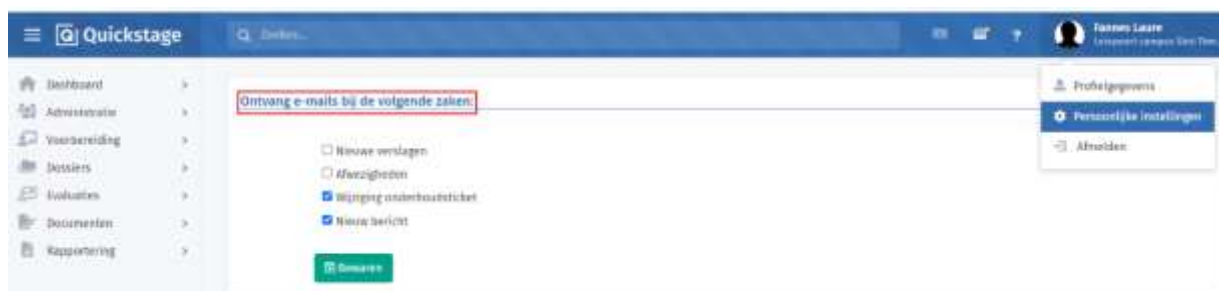 Quickstage
Zoeken...
Fannes Laure
Dashboard
Administratie
Voorbereiding
Dossiers
Evaluaties
Documenten
Rapportering
Ontvang e-mails bij de volgende zaken:
Nieuwe verslagen
Afwezigheden
Wijziging onderhoudsticket
Nieuw bericht
Bewaren
Profielgegevens
Persoonlijke instellingen
Afmelden